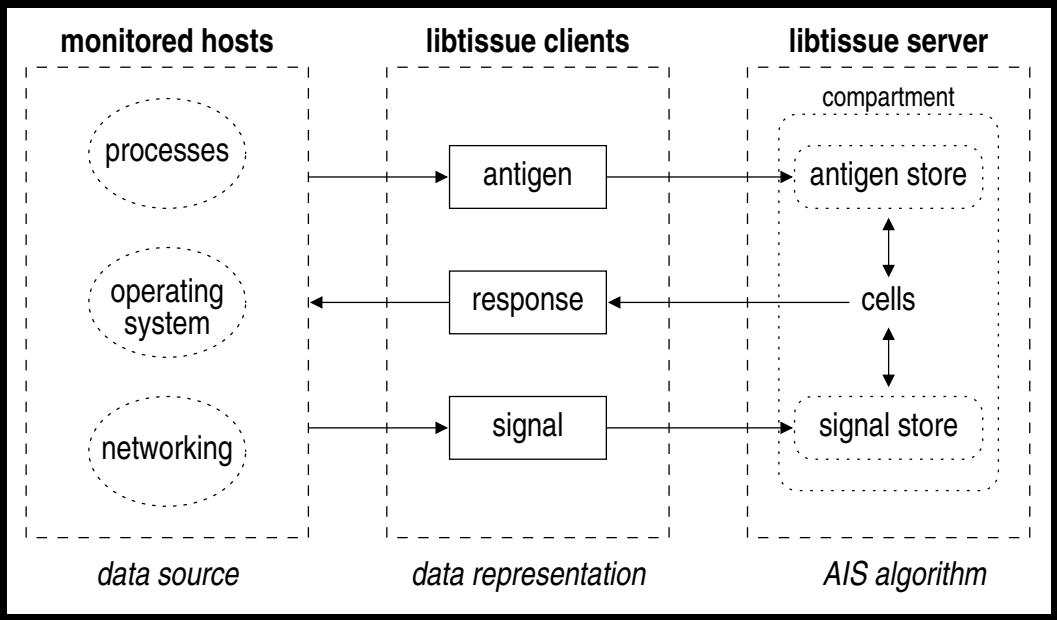 monitored hosts
libtissue clients
libtissue server
compartment
processes
antigen
antigen store
operating
system
response
cells
networking
signal
signal store
data source
data representation
AIS algorithm